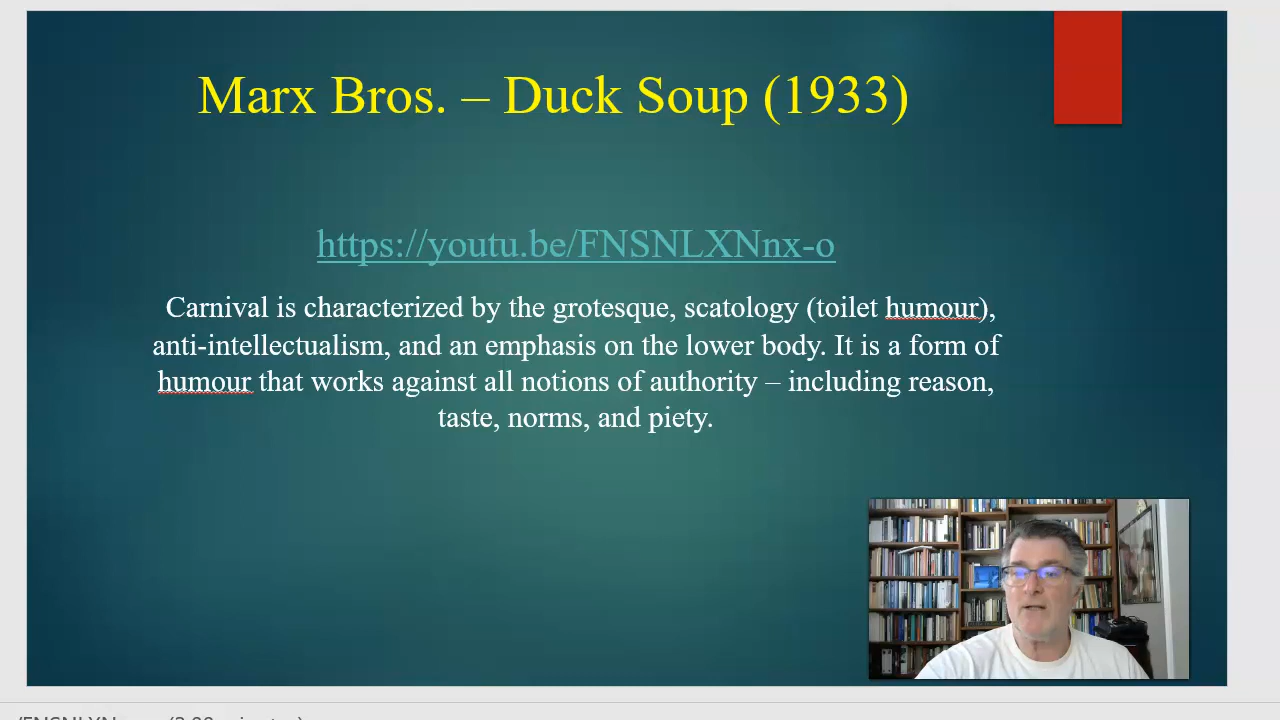 Marx Bros. – Duck Soup (1933)
https://youtu.be/FNSNLXNnx-o
Carnival is characterized by the grotesque, scatology (toilet humour),
anti-intellectualism, and an emphasis on the lower body. It is a form of
humour that works against all notions of authority – including reason,
taste, norms, and piety.